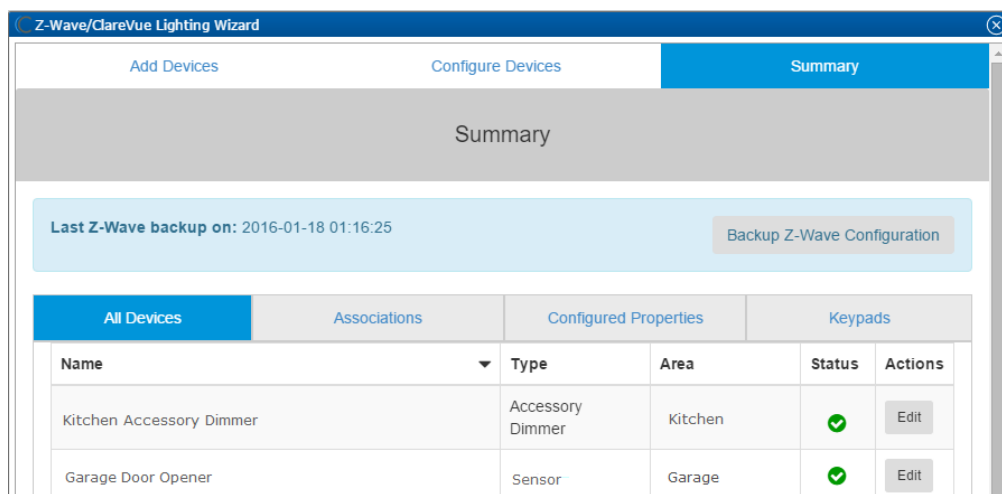 Z-Wave/ClareVue Lighting Wizard
Add Devices Configure Devices Summary
Summary
Last Z-Wave backup on: 2016-01-18 01:16:25 Backup Z-Wave Configuration
All Devices Associations Configured Properties Keypads
Name Type Area Status Actions
Kitchen Accessory Dimmer Accessory Dimmer Kitchen Edit
Garage Door Opener Sensor Garage Edit